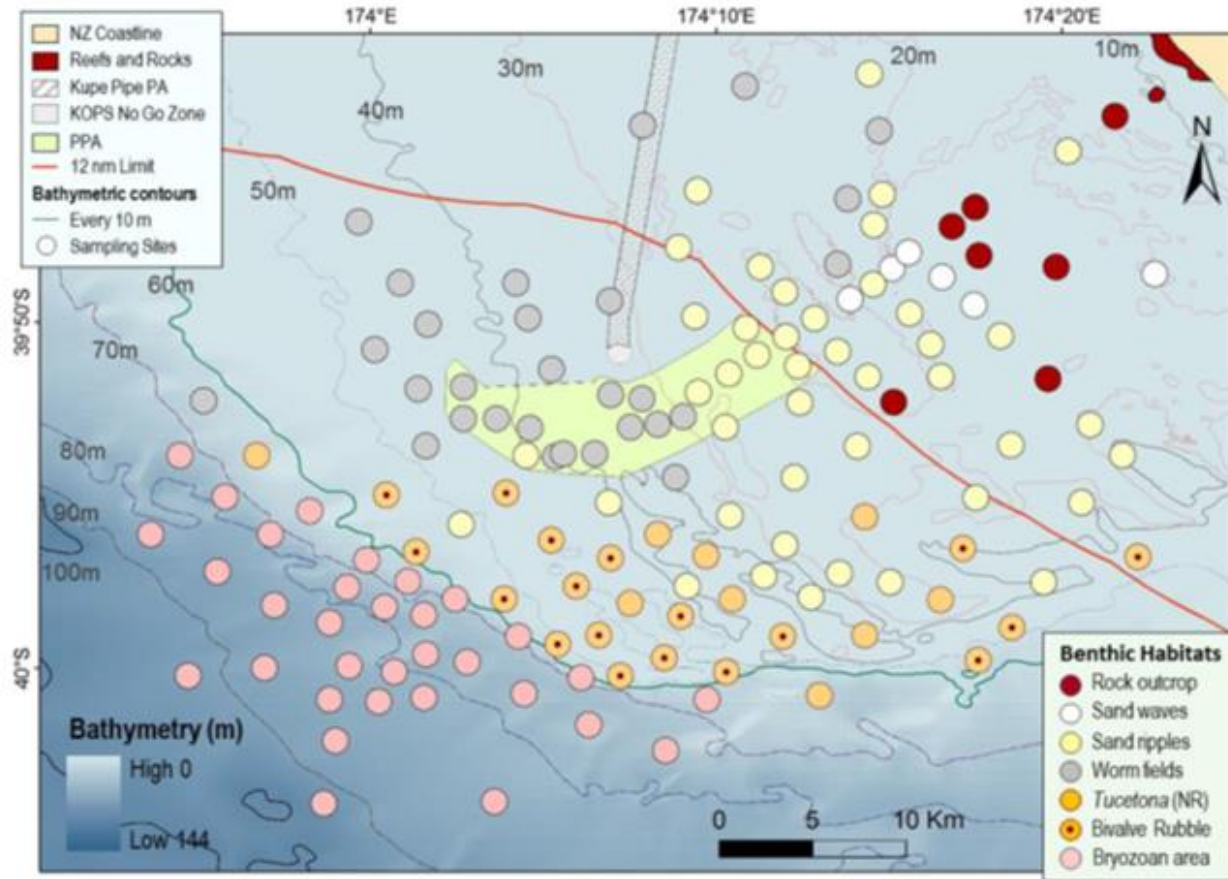 174°E 174°10'E 174°20'E
NZ Coastline
Reefs and Rocks
Kupe Pipe PA
KOPS No Go Zone
PPA
12 nm Limit
Bathymetric contours
Every 10 m
Sampling Sites
10m
20m
30m
40m
50m
60m
70m
80m
90m
100m
N
39°50'S
40°S
Bathymetry (m)
High 0
Low 144
0 5 10 Km
Benthic Habitats
Rock outcrop
Sand waves
Sand ripples
Worm fields
Tucetona (NR)
Bivalve Rubble
Bryozoan area